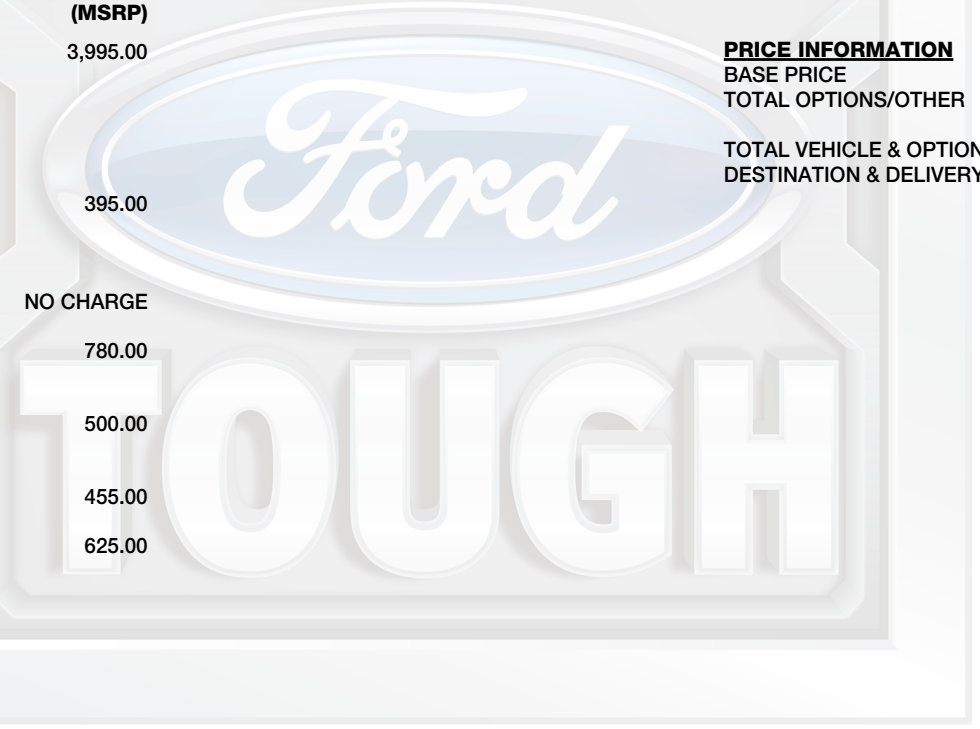 (MSRP)
3,995.00
395.00
NO CHARGE
780.00
500.00
455.00
625.00
PRICE INFORMATION
BASE PRICE
TOTAL OPTIONS/OTHER
TOTAL VEHICLE & OPTION
DESTINATION & DELIVERY
Ford
TOUGH